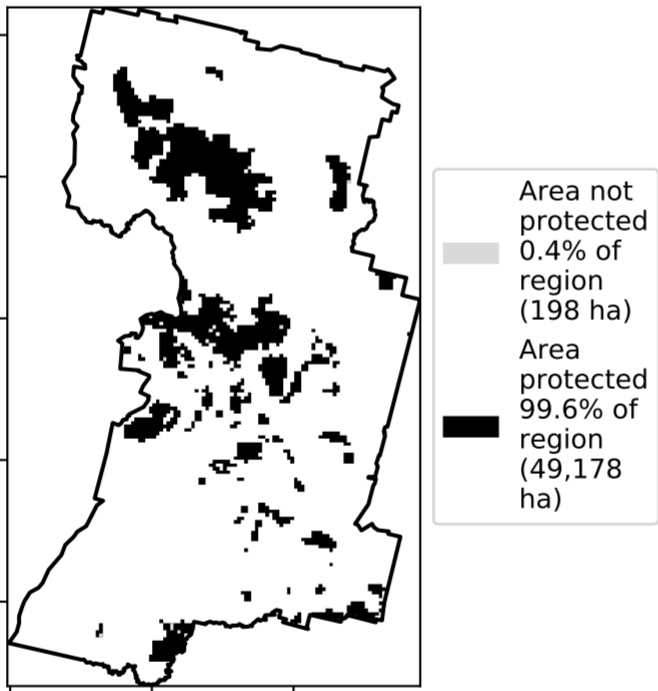 Area not
protected
0.4% of
region
(198 ha)
Area
protected
99.6% of
region
(49,178
ha)